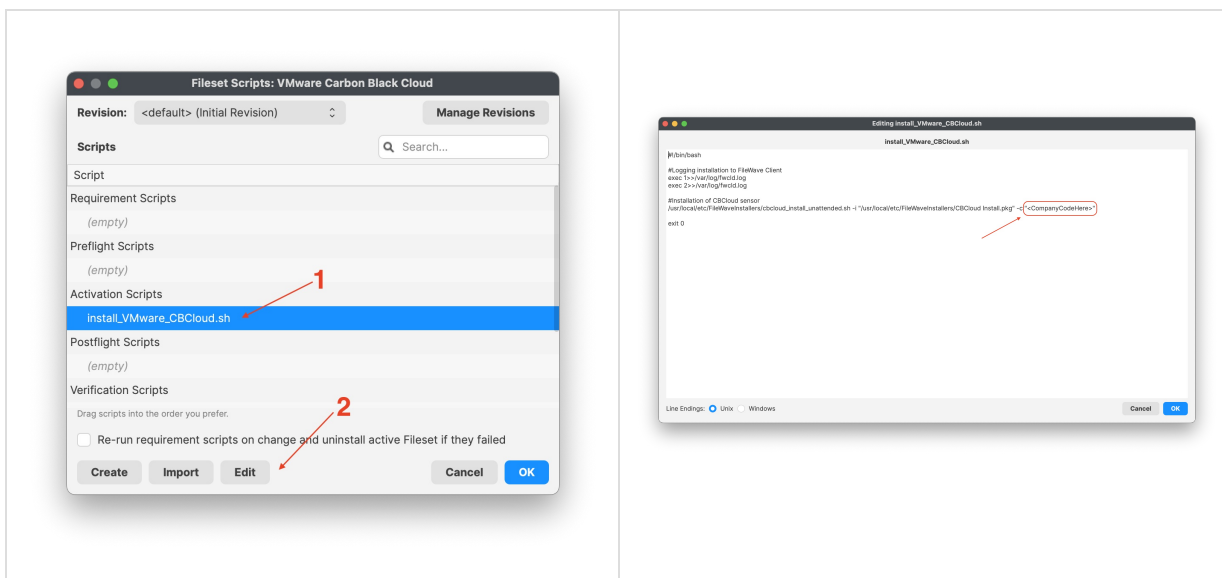 Fileset Scripts: VMware Carbon Black Cloud
Revision: <default> (Initial Revision) Manage Revisions
Scripts Search...
Script
Requirement Scripts
(empty)
Preflight Scripts
(empty)
Activation Scripts
1
install_VMware_CBCloud.sh
Postflight Scripts
(empty)
Verification Scripts
Drag scripts into the order you prefer.
2
Re-run requirement scripts on change and uninstall active Fileset if they failed
Create Import Edit Cancel OK
Editing install_VMware_CBCloud.sh
install_VMware_CBCloud.sh
#!/bin/bash
#Logging installation to FileWave Client
exec 1>>/var/log/fwcld.log
exec 2>>/var/log/fwcld.log
#Installation of CBCloud sensor
/usr/local/etc/FileWaveInstallers/cbcloud_install_unattended.sh -i "/usr/local/etc/FileWaveInstallers/CBCloud Install.pkg" -c "<CompanyCodeHere>"
exit 0
Line Endings: Unix Windows Cancel OK